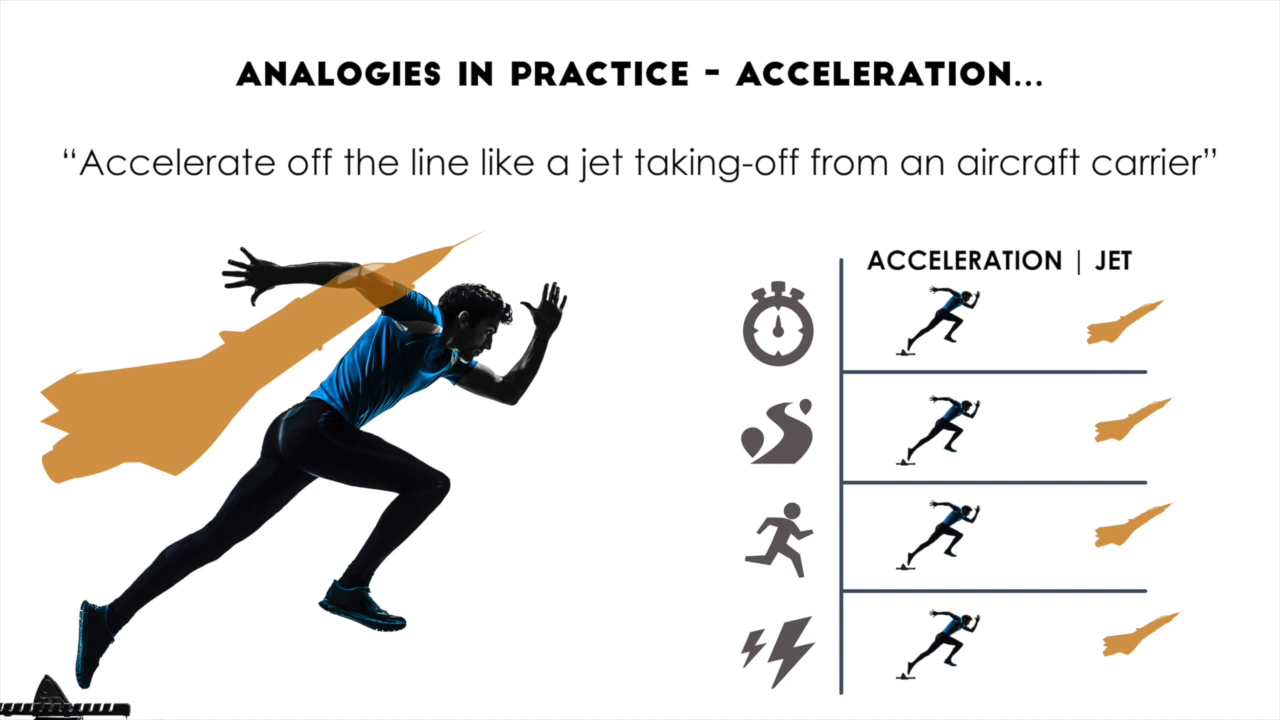 ANALOGIES IN PRACTICE - ACCELERATION...
“Accelerate off the line like a jet taking-off from an aircraft carrier”
ACCELERATION | JET